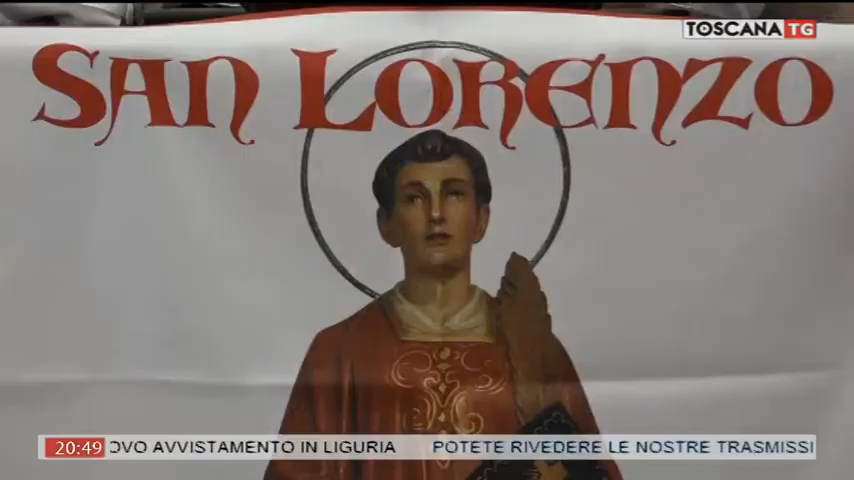 TOSCANA TG
SAN LORENZO
20:49 OVO AVVISTAMENTO IN LIGURIA POTETE RIVEDERE LE NOSTRE TRASMISSI